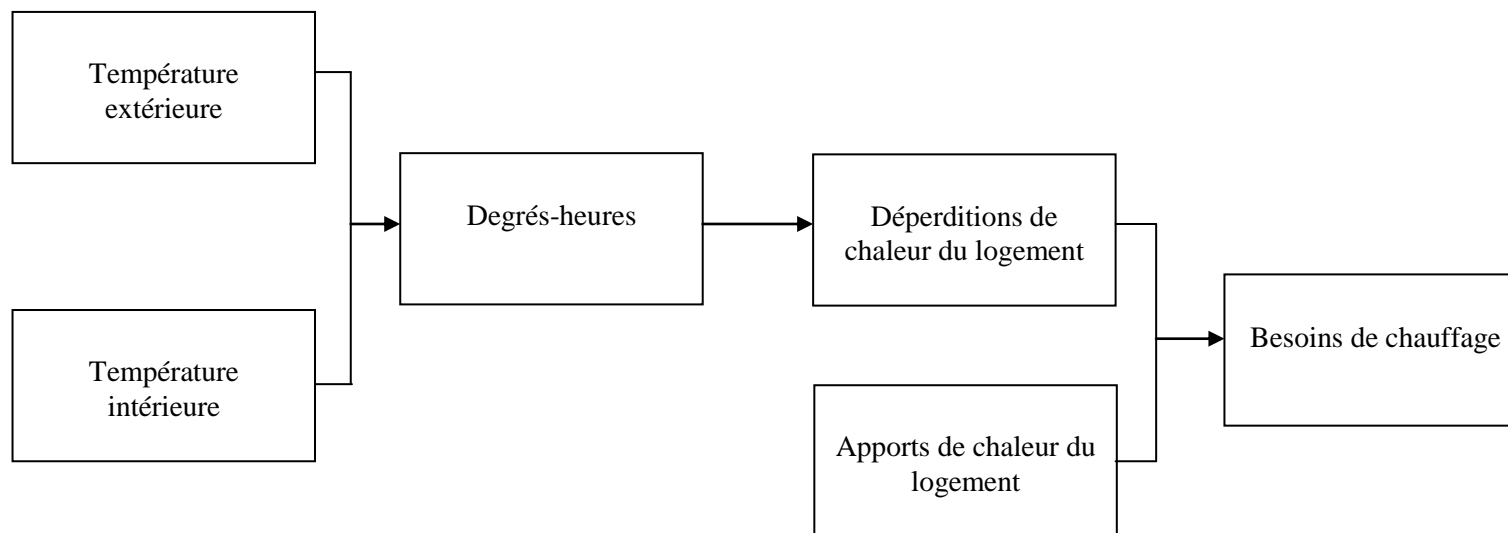 Température
extérieure
Température
intérieure
Degrés-heures
Déperditions de
chaleur du logement
Apports de chaleur du
logement
Besoins de chauffage